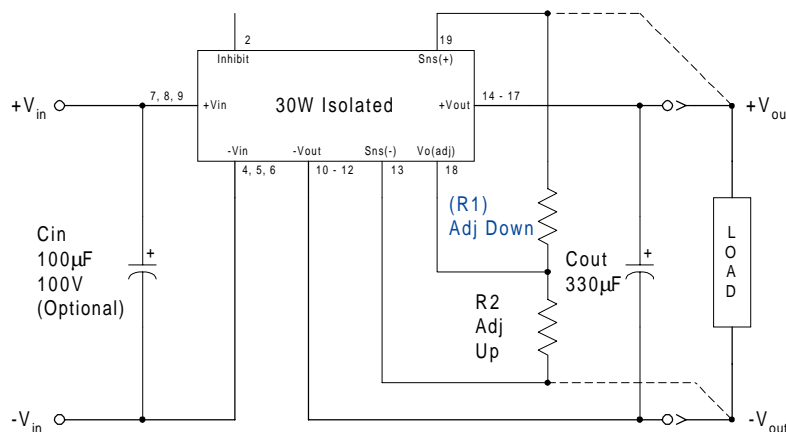 2
19
Inhibit
Sns(+)
+Vin
7, 8, 9
+Vin
30W Isolated
+Vout
14 - 17
+Vou
-Vin
-Vout
Sns(-)
Vo(adj)
4, 5, 6
10 - 12
13
18
(R1)
Adj Down
Cin
100µF
100V
(Optional)
+
R2
Adj
Up
Cout
330µF
+
LOAD
-Vin
-Vout